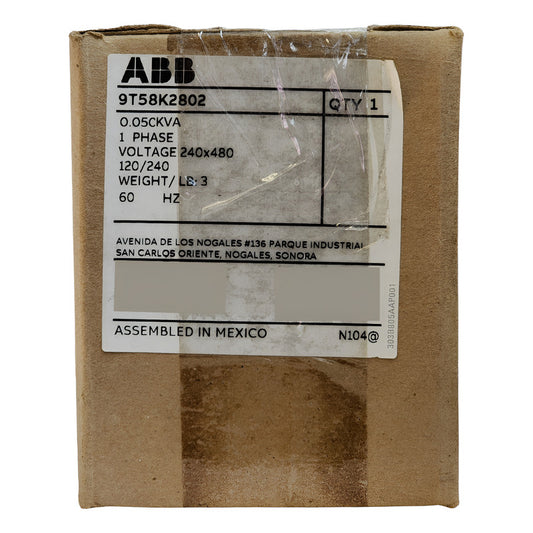 ABB
9T58K2802 QTY 1
0.05CKVA
1 PHASE
VOLTAGE 240x480
120/240
WEIGHT/ LB: 3
60 HZ
AVENIDA DE LOS NOGALES #136 PARQUE INDUSTRIAL
SAN CARLOS ORIENTE, NOGALES, SONORA
ASSEMBLED IN MEXICO N104@
303B805AAP001